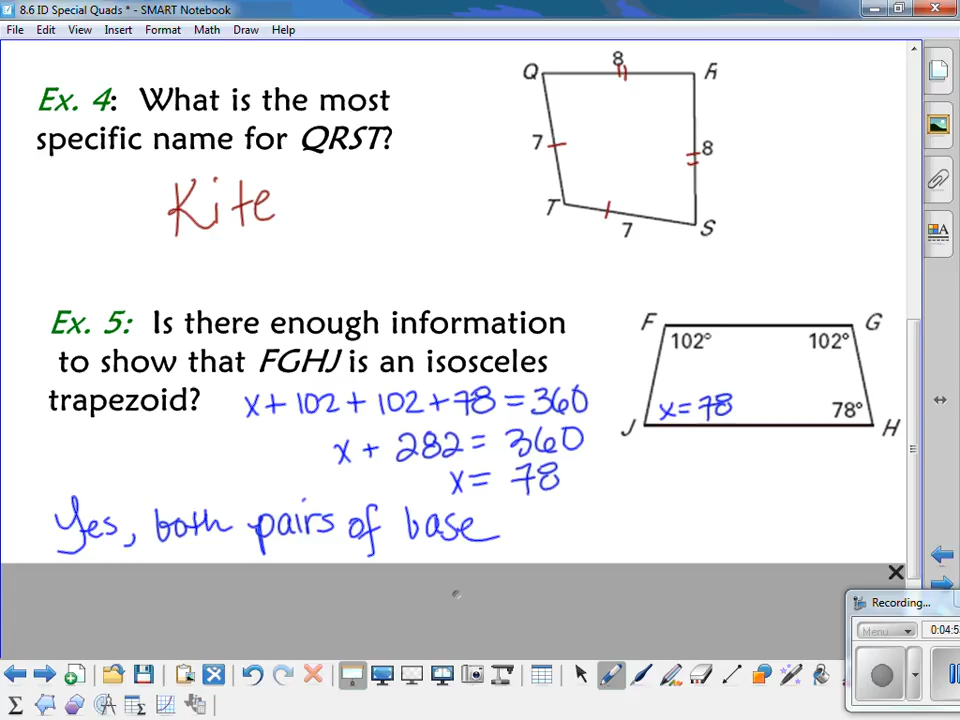 8.6 ID Special Quads * - SMART Notebook
File Edit View Insert Format Math Draw Help
Ex. 4: What is the most
specific name for QRST?
Kite
Q 8 R
7 8
T 7 S
Ex. 5: Is there enough information
to show that FGHJ is an isosceles
trapezoid?
x + 102 + 102 + 78 = 360
x + 282 = 360
x = 78
Yes, both pairs of base
F G
102° 102°
x = 78 78°
J H
Recording...
Menu 0:04:5